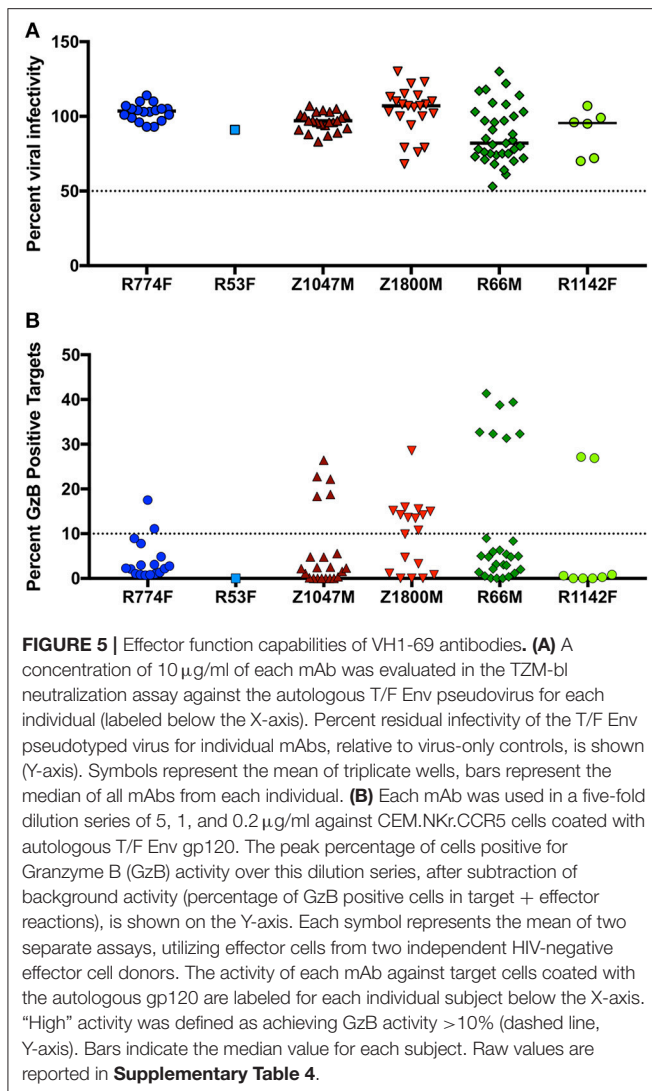 A
Percent viral infectivity
150
100
50
0
R774F R53F Z1047M Z1800M R66M R1142F
B
Percent GzB Positive Targets
50
40
30
20
10
0
R774F R53F Z1047M Z1800M R66M R1142F
FIGURE 5 | Effector function capabilities of VH1-69 antibodies. (A) A
concentration of 10 μg/ml of each mAb was evaluated in the TZM-bl
neutralization assay against the autologous T/F Env pseudovirus for each
individual (labeled below the X-axis). Percent residual infectivity of the T/F Env
pseudotyped virus for individual mAbs, relative to virus-only controls, is shown
(Y-axis). Symbols represent the mean of triplicate wells, bars represent the
median of all mAbs from each individual. (B) Each mAb was used in a five-fold
dilution series of 5, 1, and 0.2 μg/ml against CEM.NKr.CCR5 cells coated with
autologous T/F Env gp120. The peak percentage of cells positive for
Granzyme B (GzB) activity over this dilution series, after subtraction of
background activity (percentage of GzB positive cells in target + effector
reactions), is shown on the Y-axis. Each symbol represents the mean of two
separate assays, utilizing effector cells from two independent HIV-negative
effector cell donors. The activity of each mAb against target cells coated with
the autologous gp120 are labeled for each individual subject below the X-axis.
“High” activity was defined as achieving GzB activity >10% (dashed line,
Y-axis). Bars indicate the median value for each subject. Raw values are
reported in Supplementary Table 4.